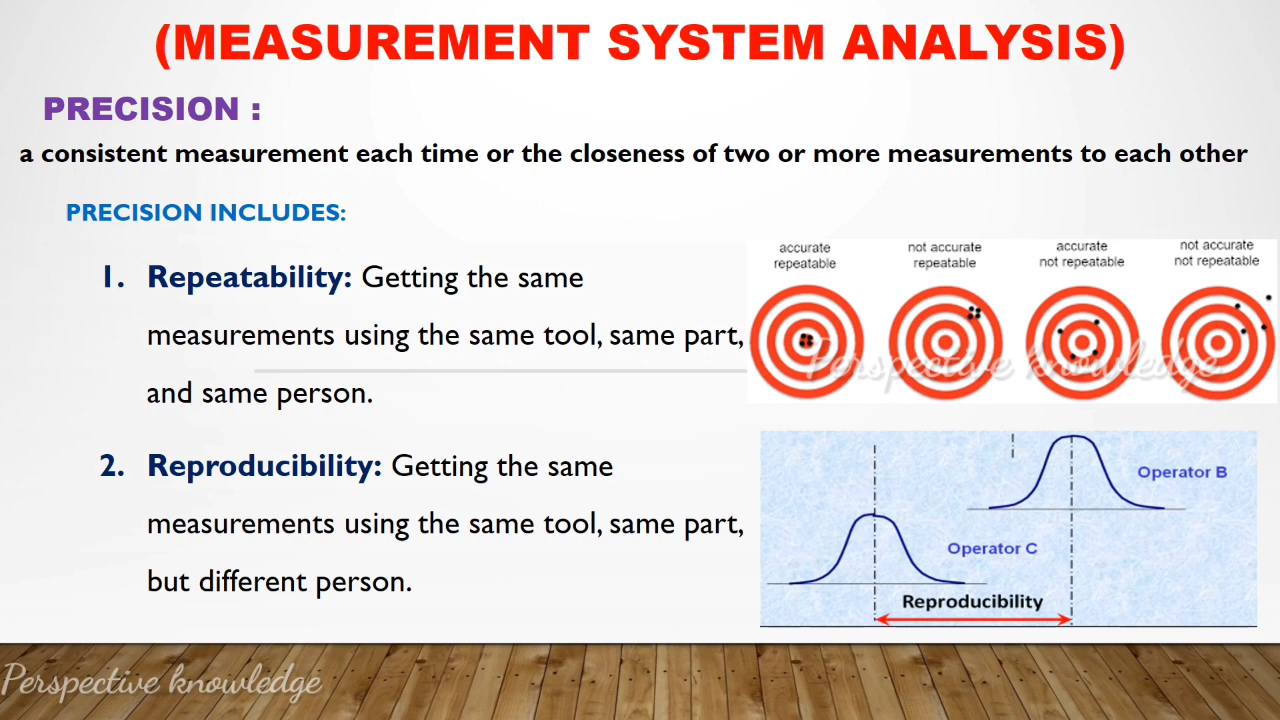 (MEASUREMENT SYSTEM ANALYSIS)
PRECISION :
a consistent measurement each time or the closeness of two or more measurements to each other
PRECISION INCLUDES:
1. Repeatability: Getting the same
measurements using the same tool, same part,
and same person.
2. Reproducibility: Getting the same
measurements using the same tool, same part,
but different person.
accurate
repeatable
not accurate
repeatable
accurate
not repeatable
not accurate
not repeatable
Perspective knowledge
Operator B
Operator C
Reproducibility
Perspective knowledge